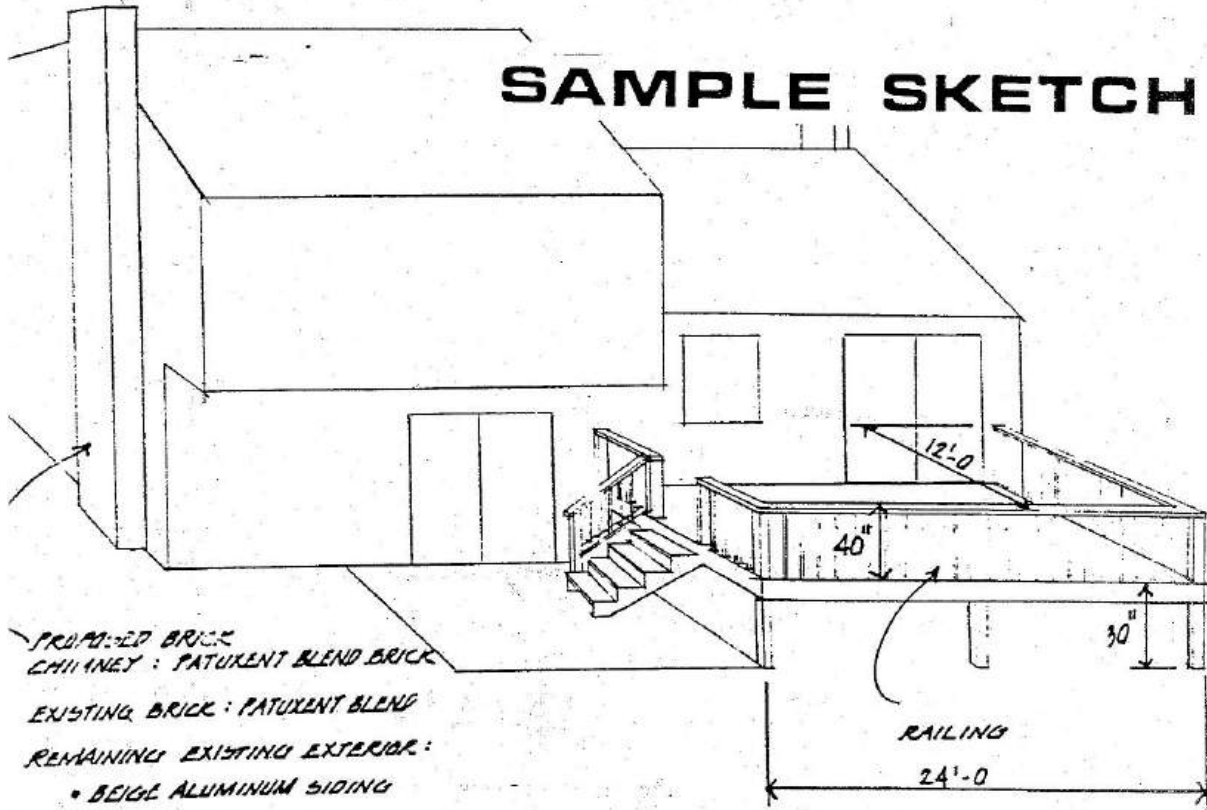 SAMPLE SKETCH
12'-0
40"
30"
PROPOSED BRICK
CHIMNEY : PATUXENT BLEND BRICK
EXISTING BRICK : PATUXENT BLEND
REMAINING EXISTING EXTERIOR :
• BEIGE ALUMINUM SIDING
RAILING
24'-0